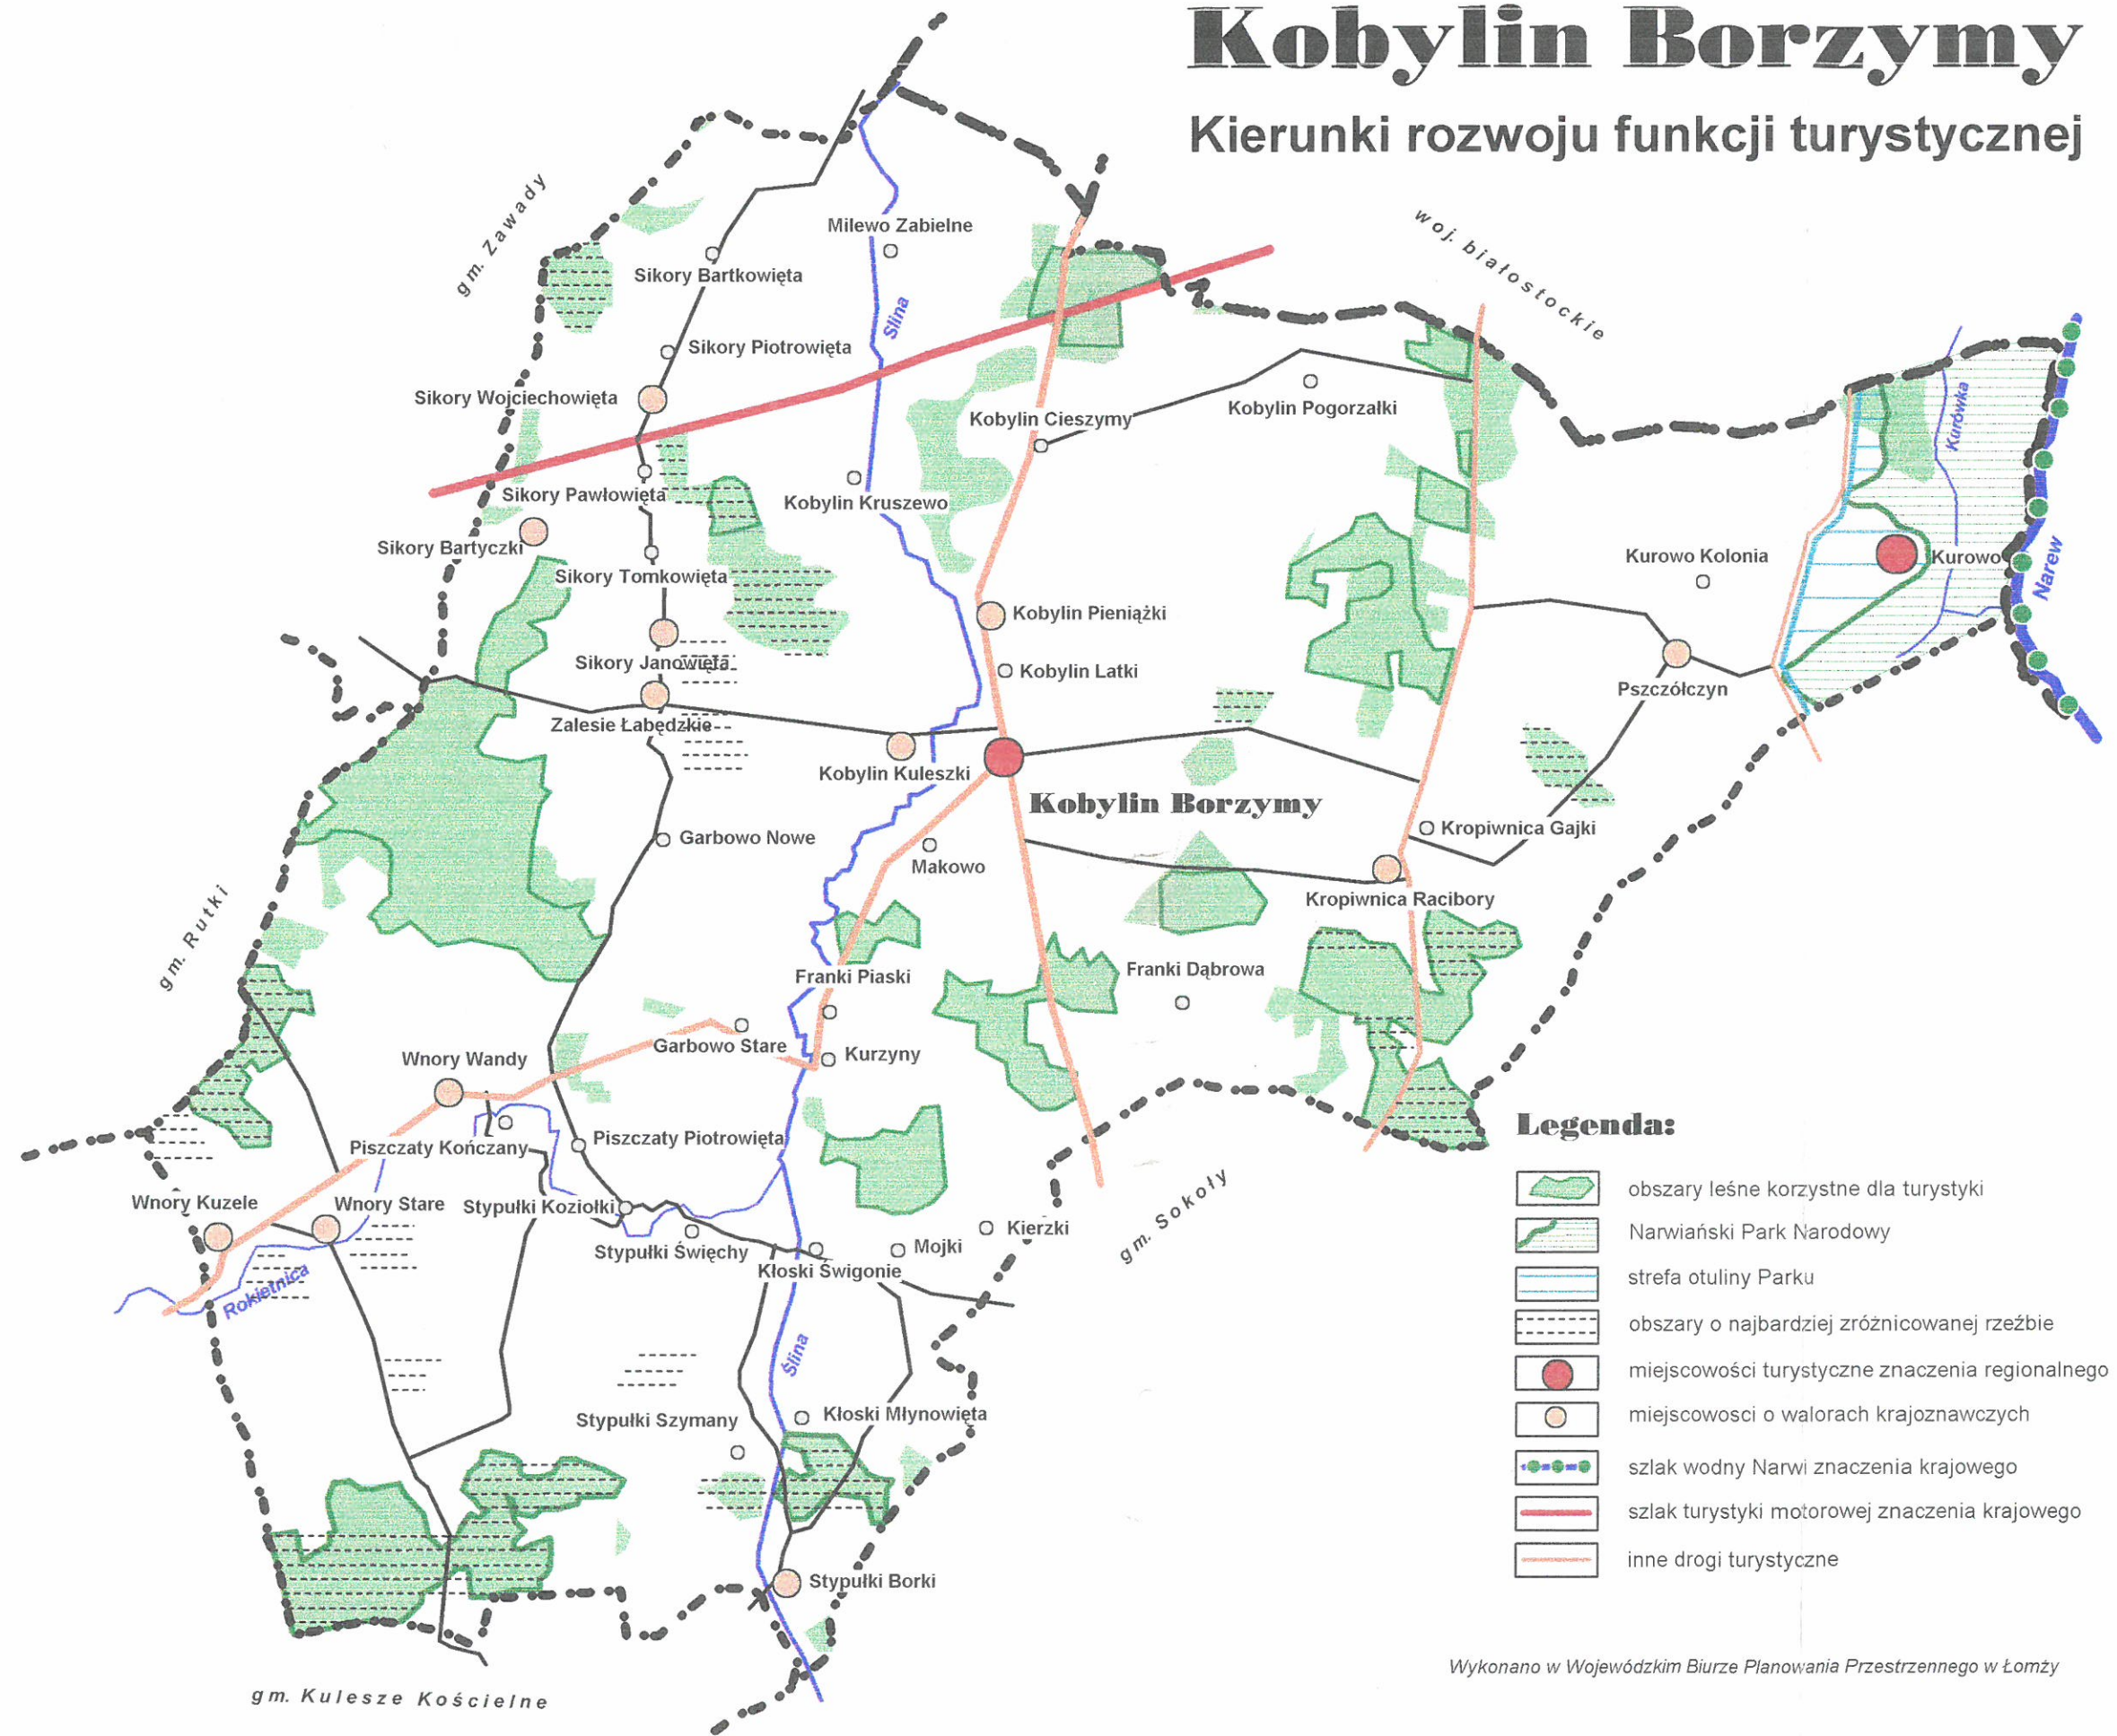 Kobylin Borzymy
Kierunki rozwoju funkcji turystycznej
gm. Zawady
woj. białostockie
Milewo Zabielne
Sikory Bartkowięta
Ślina
Sikory Piotrowięta
Sikory Wojciechowięta
Kobylin Cieszymy
Kobylin Pogorzałki
Kurówka
Sikory Pawłowięta
Kobylin Kruszewo
Sikory Bartyczki
Kurowo Kolonia
Kurowo
Narew
Sikory Tomkowięta
Kobylin Pieniążki
Sikory Janowięta
Kobylin Latki
Pszczółczyn
Zalesie Łabędzkie
Kobylin Kuleszki
Kobylin Borzymy
Garbowo Nowe
Kropiwnica Gajki
Makowo
Kropiwnica Racibory
gm. Rutki
Franki Piaski
Franki Dąbrowa
Garbowo Stare
Kurzyny
Wnory Wandy
Piszczaty Kończany
Piszczaty Piotrowięta
Wnory Kuzele
Wnory Stare
Stypułki Koziołki
Kierzki
gm. Sokoły
Stypułki Święchy
Mojki
Kłoski Świgonie
Rokietnica
Ślina
Stypułki Szymany
Kłoski Młynowięta
Stypułki Borki
gm. Kulesze Kościelne
Legenda:
obszary leśne korzystne dla turystyki
Narwiański Park Narodowy
strefa otuliny Parku
obszary o najbardziej zróżnicowanej rzeźbie
miejscowości turystyczne znaczenia regionalnego
miejscowosci o walorach krajoznawczych
szlak wodny Narwi znaczenia krajowego
szlak turystyki motorowej znaczenia krajowego
inne drogi turystyczne
Wykonano w Wojewódzkim Biurze Planowania Przestrzennego w Łomży